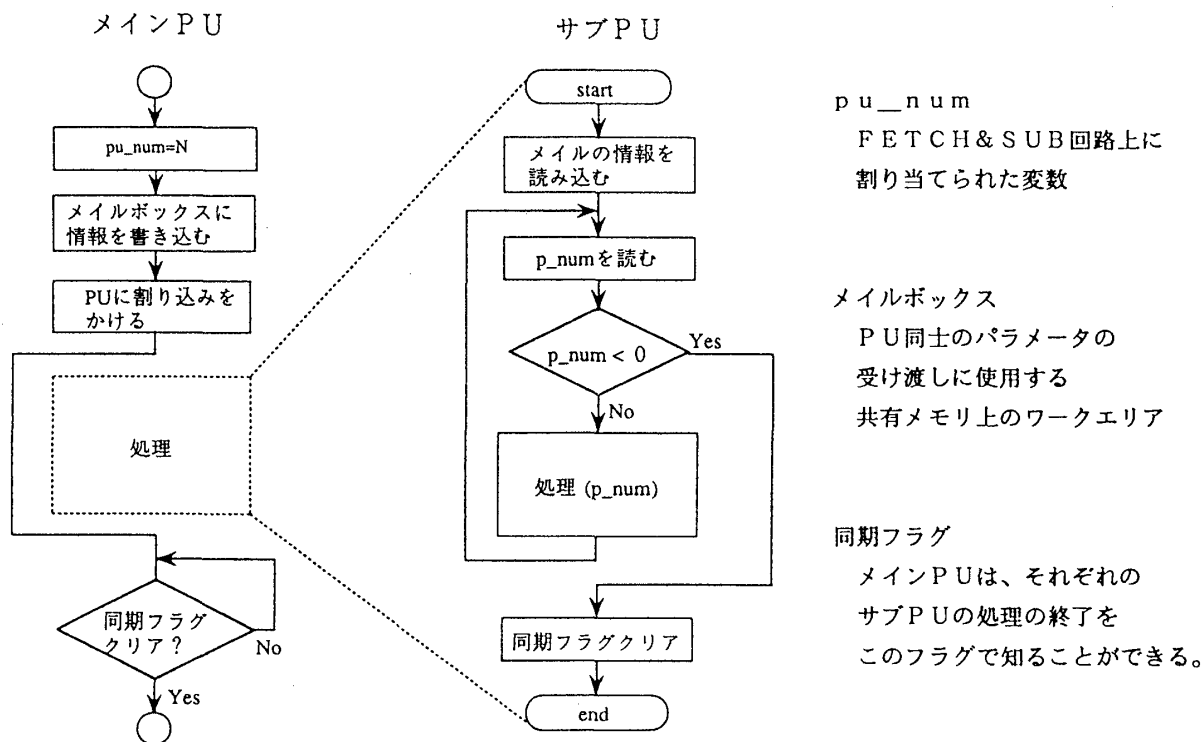 メインＰＵ
pu_num=N
メイルボックスに
情報を書き込む
PUに割り込みを
かける
処理
同期フラグ
クリア？
No
Yes
サブＰＵ
start
メイルの情報を
読み込む
p_numを読む
p_num < 0
Yes
No
処理 (p_num)
同期フラグクリア
end
ｐｕ＿ｎｕｍ
ＦＥＴＣＨ＆ＳＵＢ回路上に
割り当てられた変数
メイルボックス
ＰＵ同士のパラメータの
受け渡しに使用する
共有メモリ上のワークエリア
同期フラグ
メインＰＵは、それぞれの
サブＰＵの処理の終了を
このフラグで知ることができる。